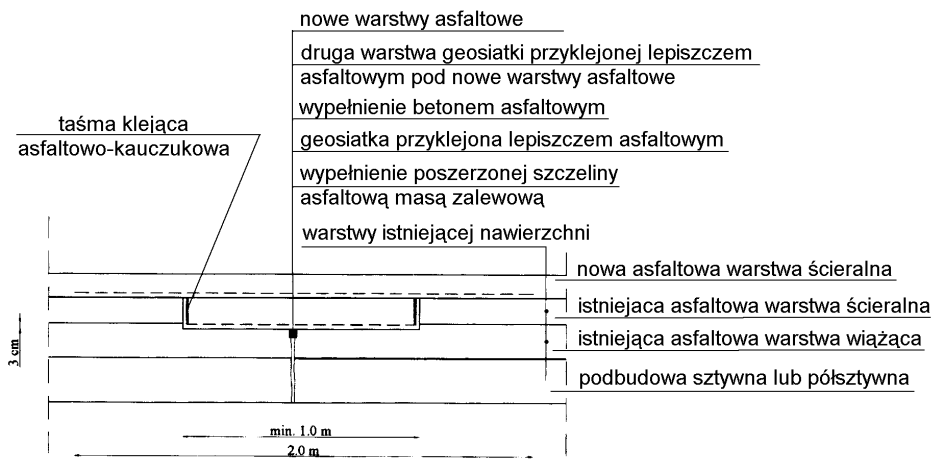 nowe warstwy asfaltowe
druga warstwa geosiatki przyklejonej lepiszczem
asfaltowym pod nowe warstwy asfaltowe
wypełnienie betonem asfaltowym
taśma klejąca
asfaltowo-kauczukowa
geosiatka przyklejona lepiszczem asfaltowym
wypełnienie poszerzonej szczeliny
asfaltową masą zalewową
warstwy istniejącej nawierzchni
nowa asfaltowa warstwa ścieralna
istniejaca asfaltowa warstwa ścieralna
istniejąca asfaltowa warstwa wiążąca
podbudowa sztywna lub półsztywna
3 cm
min. 1.0 m
2.0 m